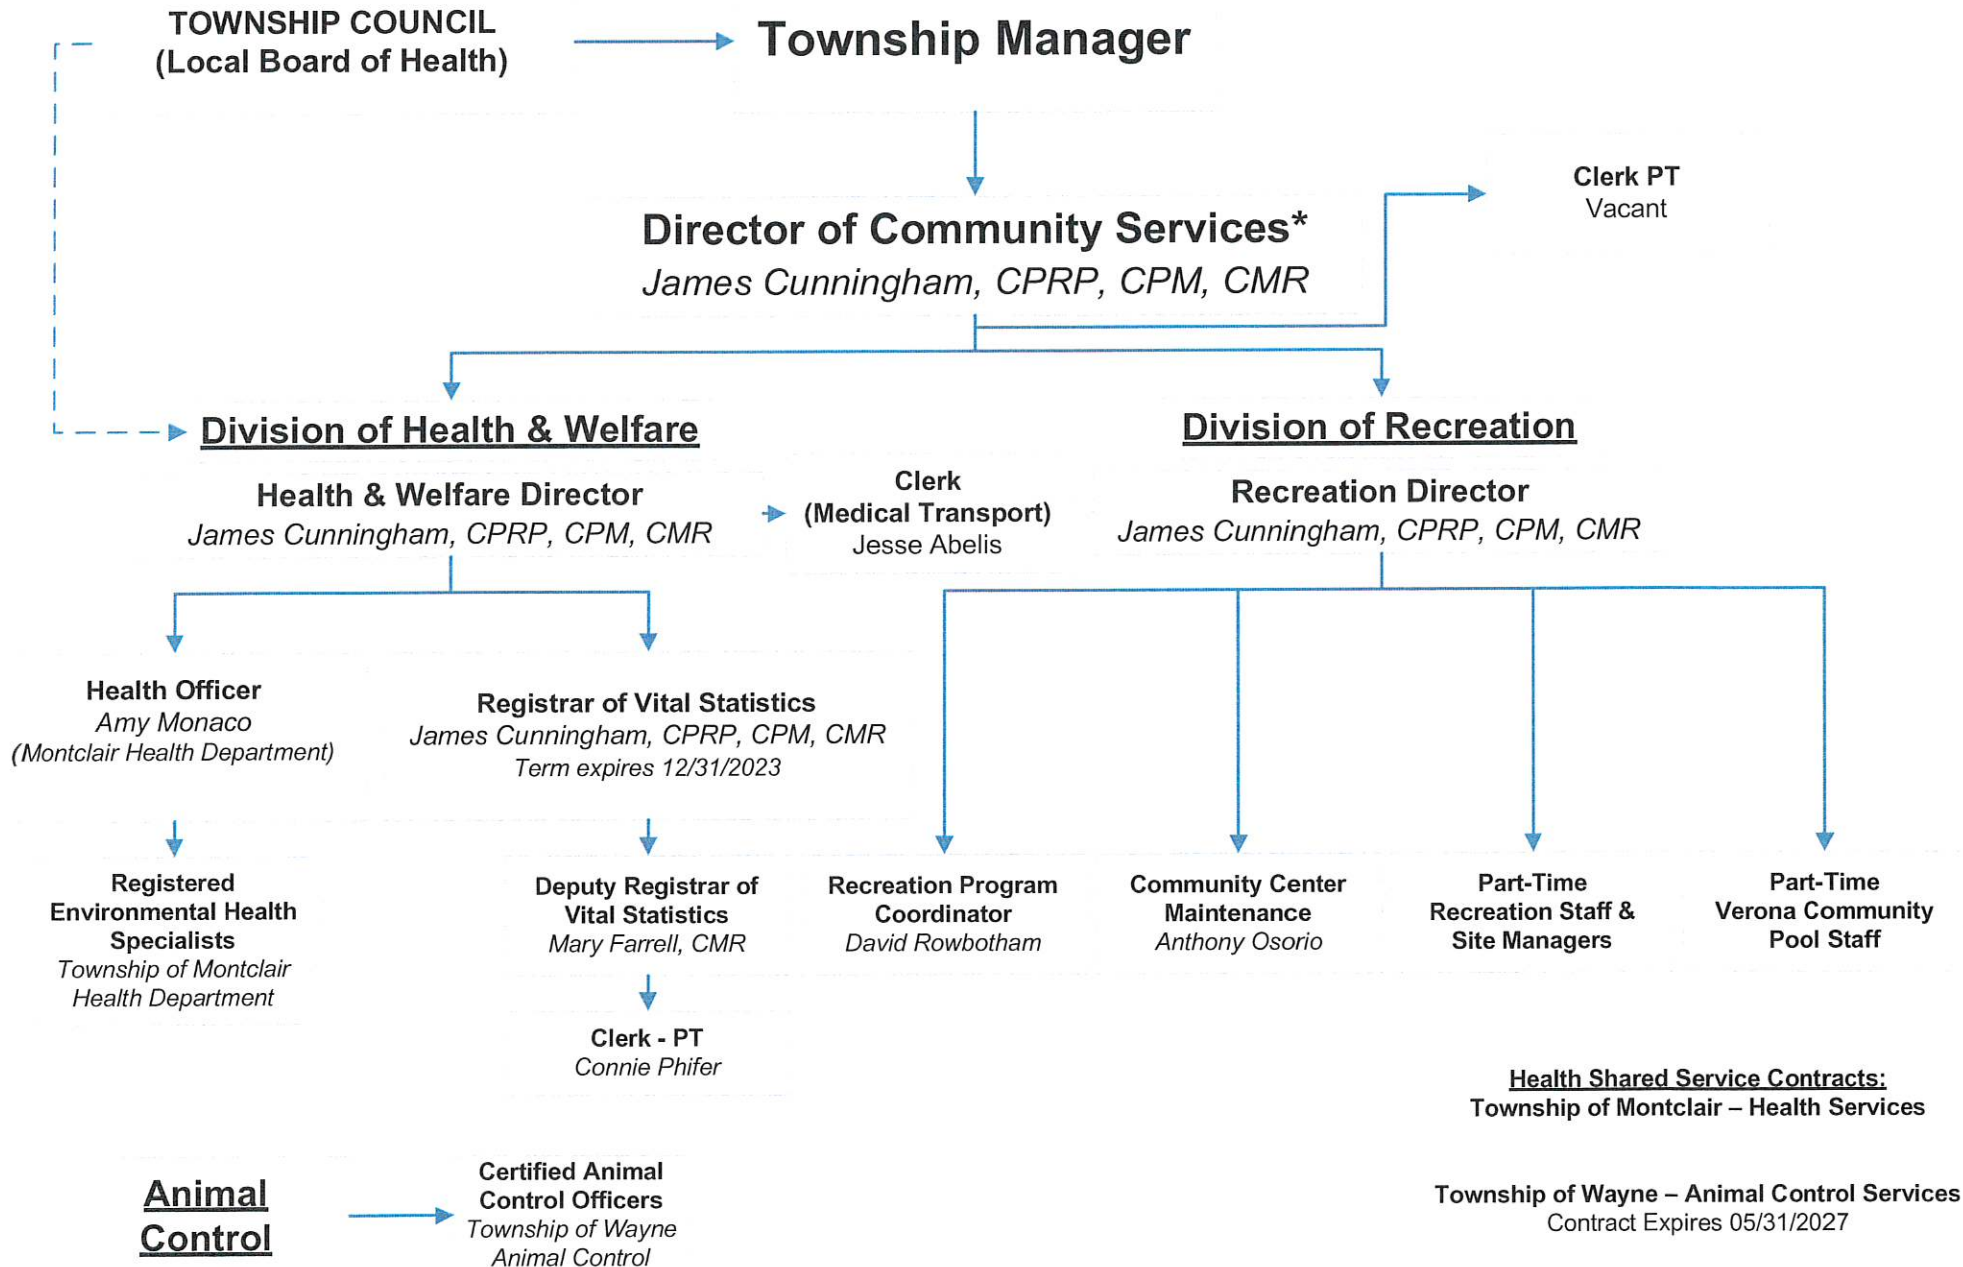 TOWNSHIP COUNCIL
(Local Board of Health)
Township Manager
Clerk PT
Vacant
Director of Community Services*
James Cunningham, CPRP, CPM, CMR
Division of Health & Welfare
Health & Welfare Director
James Cunningham, CPRP, CPM, CMR
Clerk
(Medical Transport)
Jesse Abelis
Division of Recreation
Recreation Director
James Cunningham, CPRP, CPM, CMR
Health Officer
Amy Monaco
(Montclair Health Department)
Registrar of Vital Statistics
James Cunningham, CPRP, CPM, CMR
Term expires 12/31/2023
Registered
Environmental Health
Specialists
Township of Montclair
Health Department
Deputy Registrar of
Vital Statistics
Mary Farrell, CMR
Recreation Program
Coordinator
David Rowbotham
Community Center
Maintenance
Anthony Osorio
Part-Time
Recreation Staff &
Site Managers
Part-Time
Verona Community
Pool Staff
Clerk - PT
Connie Phifer
Health Shared Service Contracts:
Township of Montclair – Health Services
Animal
Control
Certified Animal
Control Officers
Township of Wayne
Animal Control
Township of Wayne – Animal Control Services
Contract Expires 05/31/2027